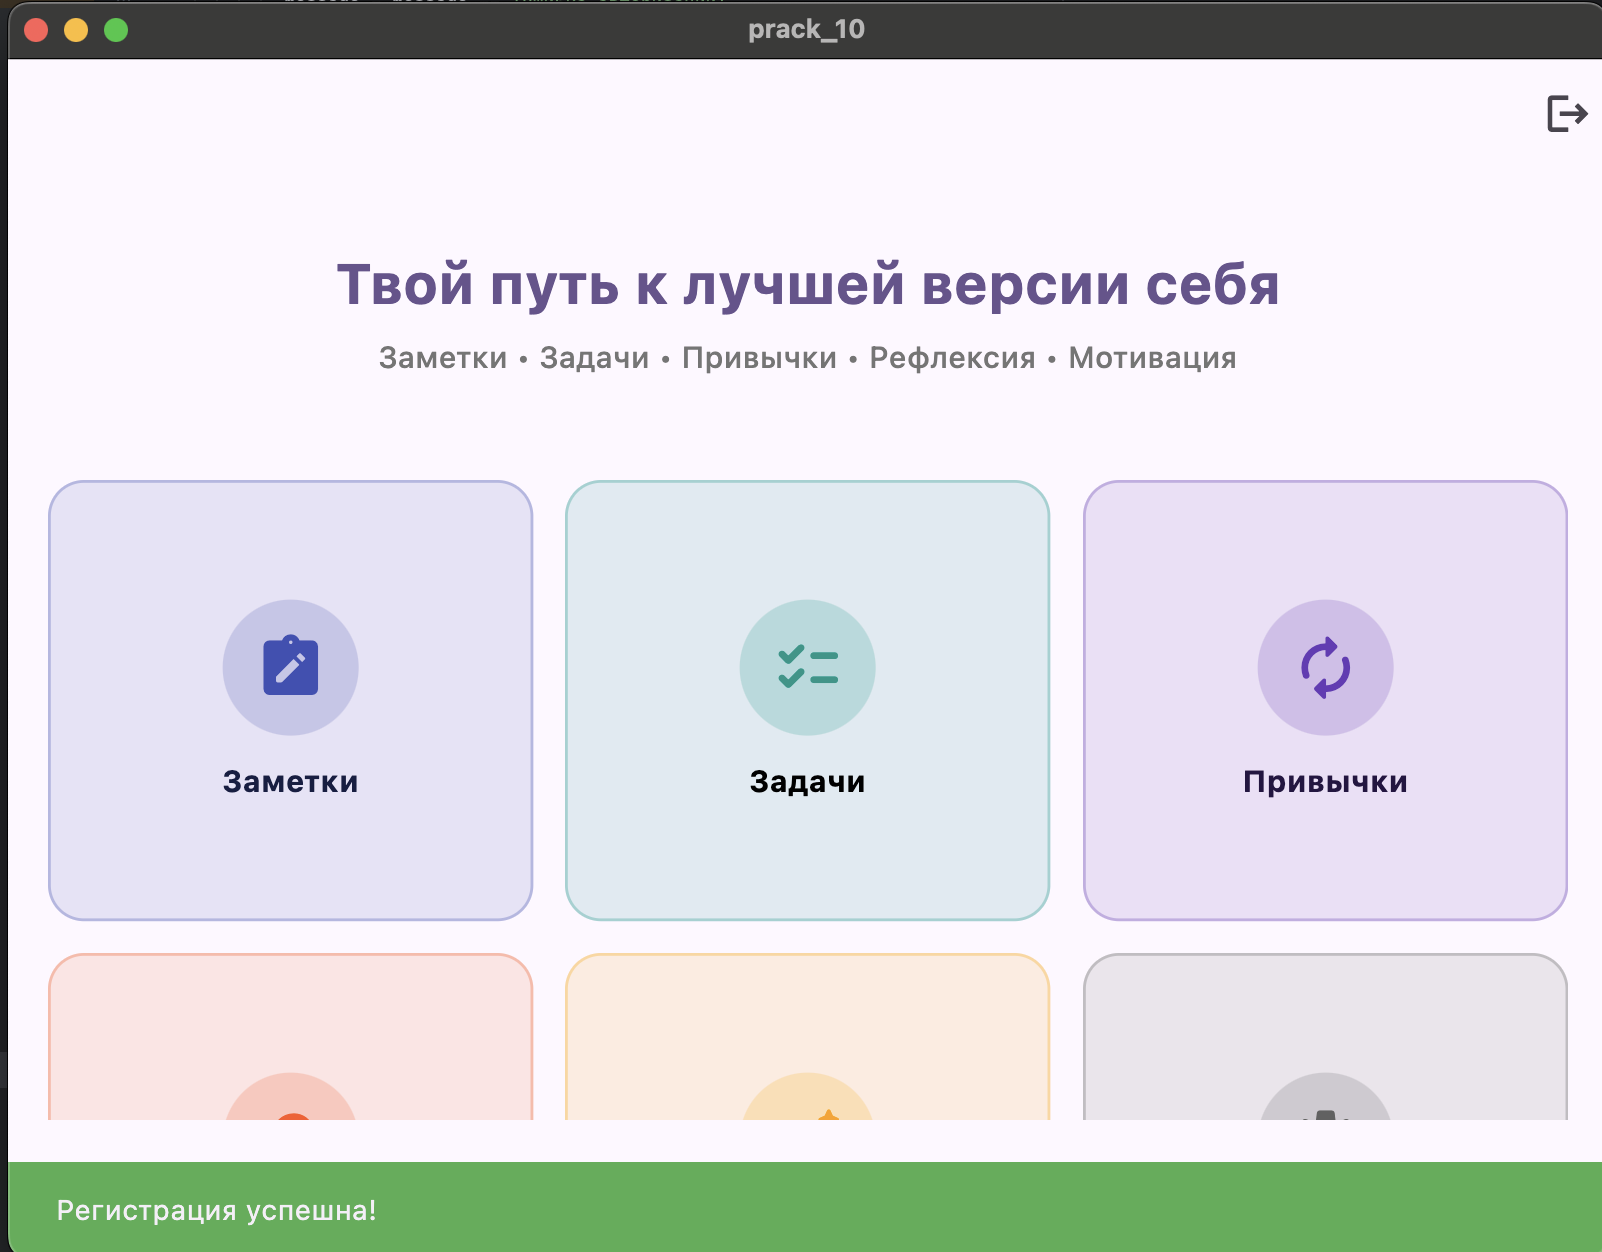 prack_10
Твой путь к лучшей версии себя
Заметки • Задачи • Привычки • Рефлексия • Мотивация
Заметки
Задачи
Привычки
Регистрация успешна!